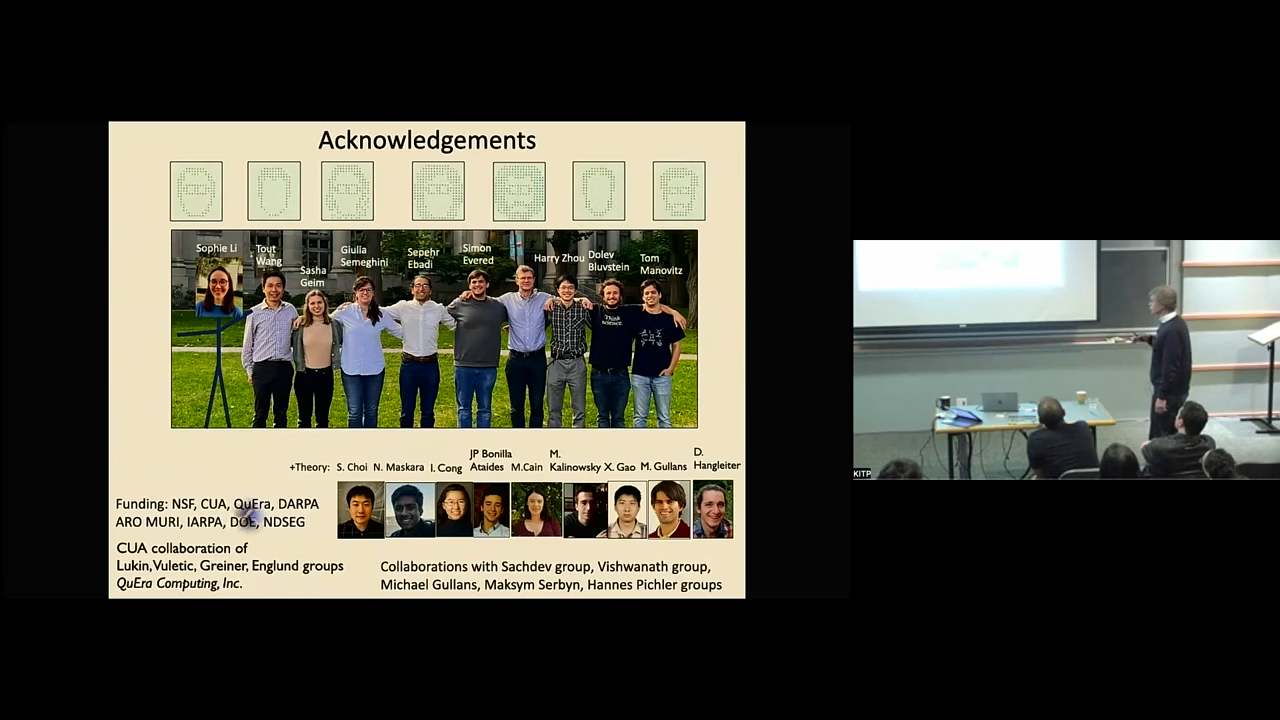 Acknowledgements
Sophie Li
Tout
Wang
Sasha
Geim
Giulia
Semeghini
Sepehr
Ebadi
Simon
Evered
Harry Zhou
Dolev
Bluvstein
Tom
Manovitz
Think
science.
+Theory: S. Choi N. Maskara I. Cong JP Bonilla Ataides M.Cain M. Kalinowsky X. Gao M. Gullans D. Hangleiter
Funding: NSF, CUA, QuEra, DARPA
ARO MURI, IARPA, DOE, NDSEG
CUA collaboration of
Lukin,Vuletic, Greiner, Englund groups
QuEra Computing, Inc.
Collaborations with Sachdev group, Vishwanath group,
Michael Gullans, Maksym Serbyn, Hannes Pichler groups
KITP